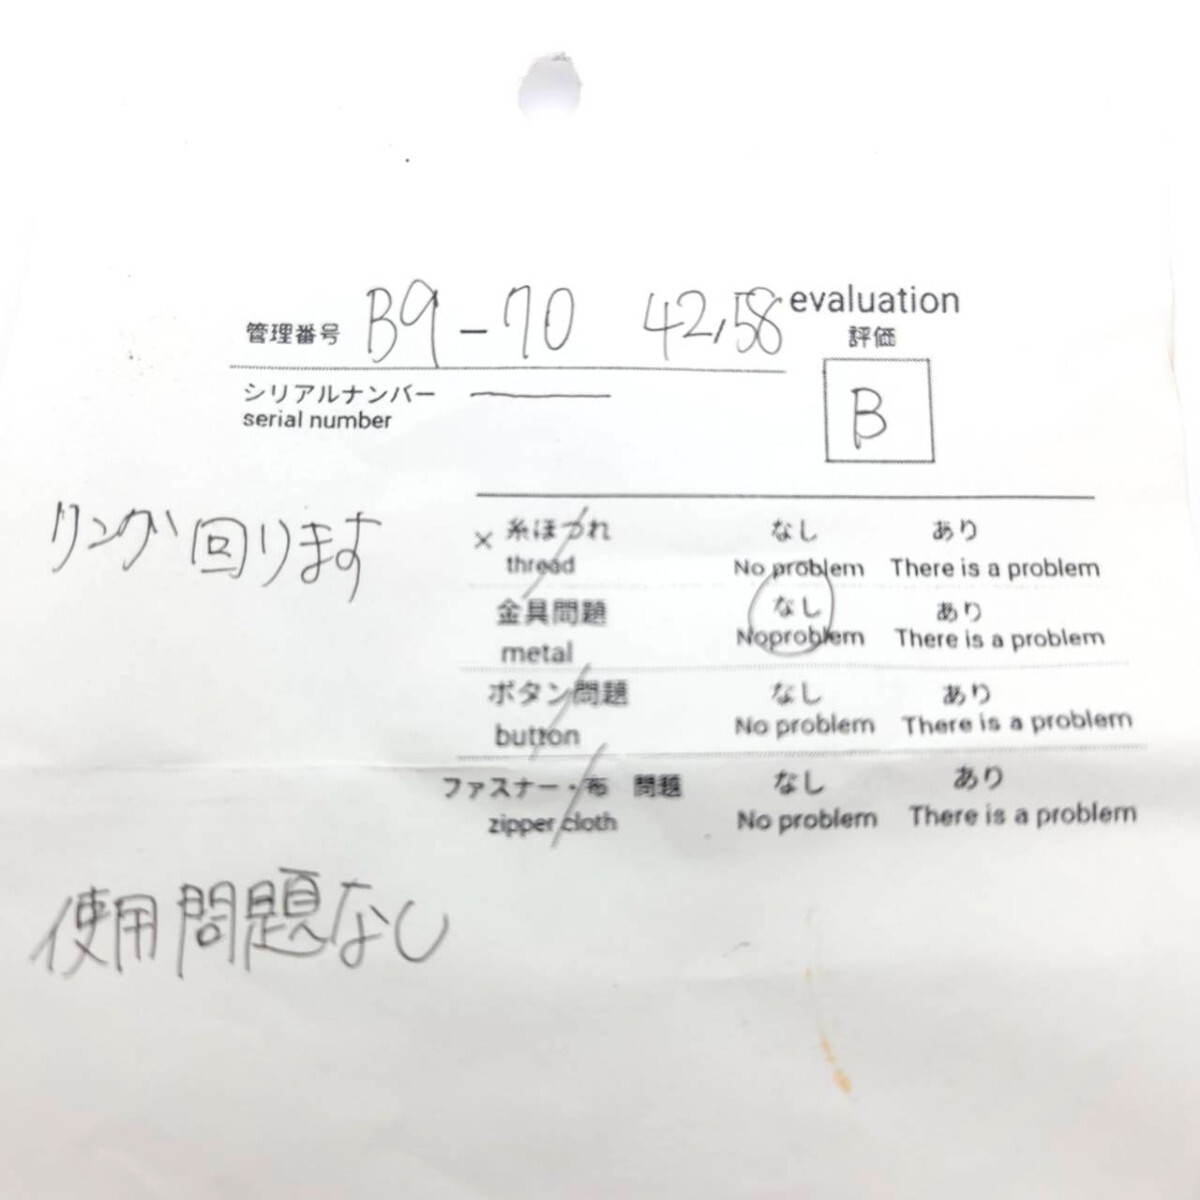 管理番号 B9-70 42,58
evaluation
評価
B
シリアルナンバー
serial number
リング回ります
× 糸ほつれ なし あり
thread No problem There is a problem
金具問題 なし あり
metal Noproblem There is a problem
ボタン問題 なし あり
button No problem There is a problem
ファスナー・布 問題 なし あり
zipper cloth No problem There is a problem
使用問題なし